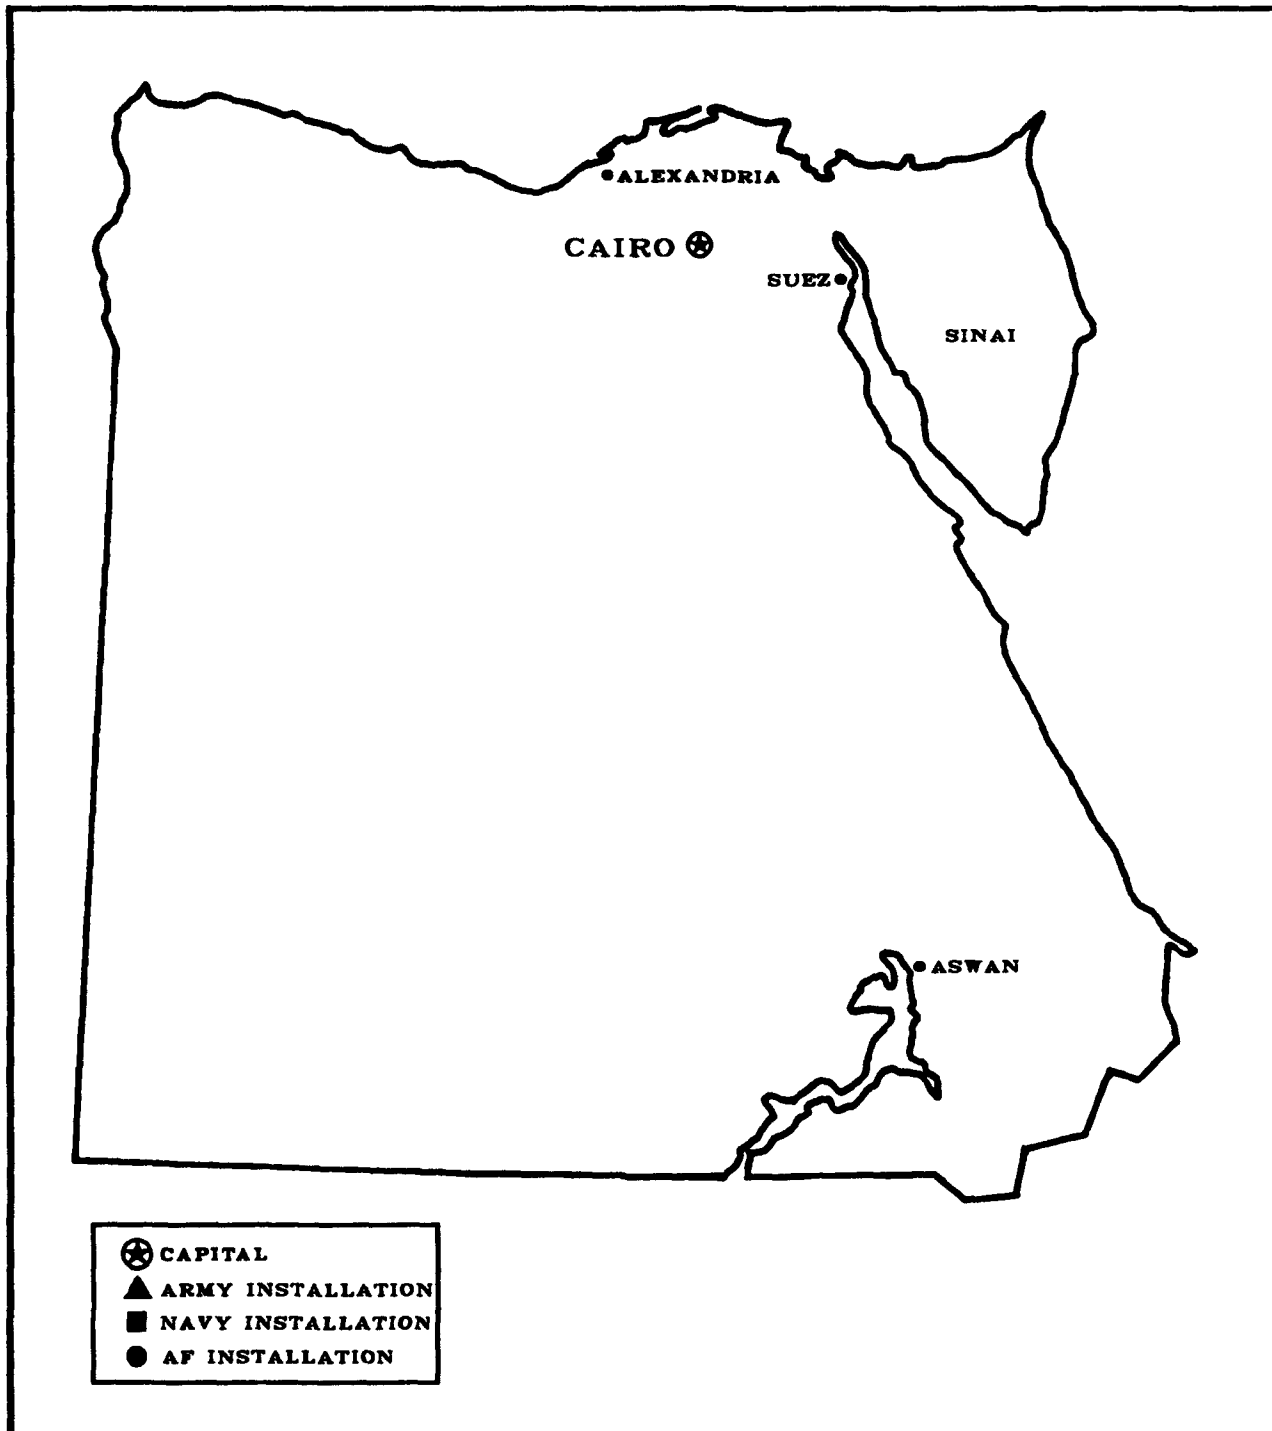 ALEXANDRIA
CAIRO
SUEZ
SINAI
ASWAN
CAPITAL
ARMY INSTALLATION
NAVY INSTALLATION
AF INSTALLATION